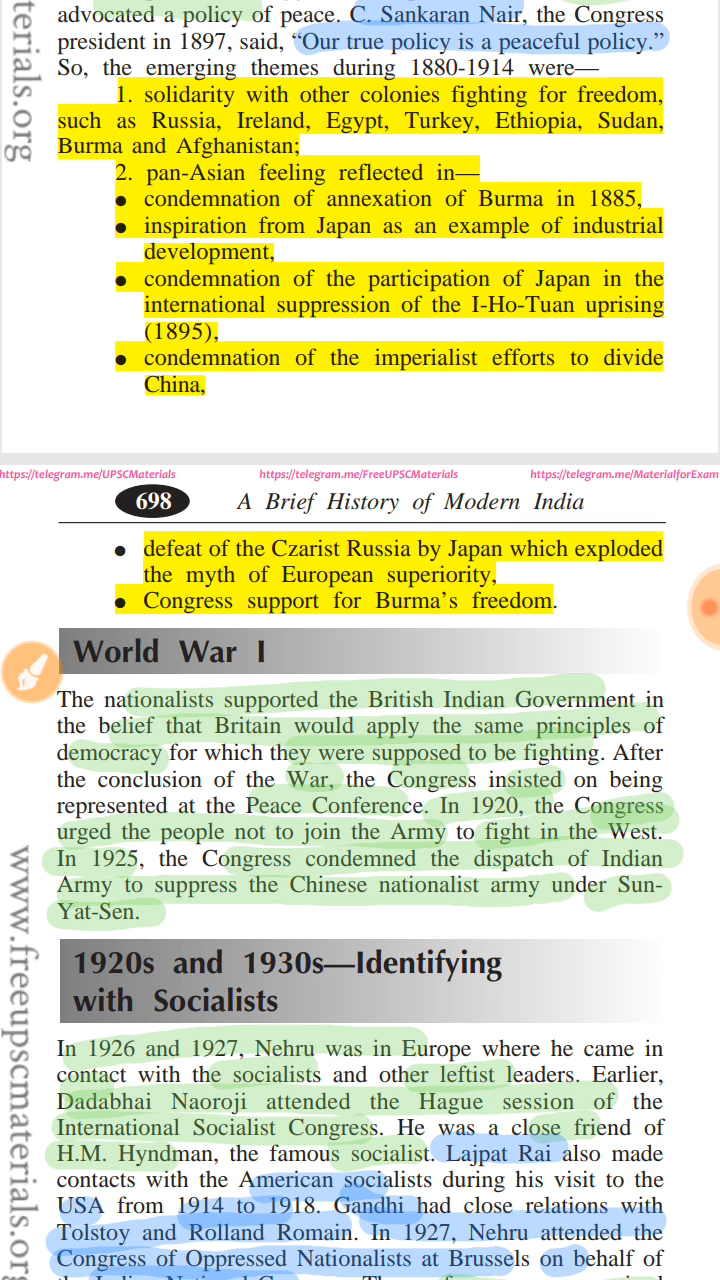 terials.org
advocated a policy of peace. C. Sankaran Nair, the Congress
president in 1897, said, “Our true policy is a peaceful policy.”
So, the emerging themes during 1880-1914 were—
1. solidarity with other colonies fighting for freedom,
such as Russia, Ireland, Egypt, Turkey, Ethiopia, Sudan,
Burma and Afghanistan;
2. pan-Asian feeling reflected in—
● condemnation of annexation of Burma in 1885,
● inspiration from Japan as an example of industrial
development,
● condemnation of the participation of Japan in the
international suppression of the I-Ho-Tuan uprising
(1895),
● condemnation of the imperialist efforts to divide
China,
https://telegram.me/UPSCMaterials https://telegram.me/FreeUPSCMaterials https://telegram.me/MaterialforExam
698 A Brief History of Modern India
● defeat of the Czarist Russia by Japan which exploded
the myth of European superiority,
● Congress support for Burma’s freedom.
World War I
The nationalists supported the British Indian Government in
the belief that Britain would apply the same principles of
democracy for which they were supposed to be fighting. After
the conclusion of the War, the Congress insisted on being
represented at the Peace Conference. In 1920, the Congress
urged the people not to join the Army to fight in the West.
In 1925, the Congress condemned the dispatch of Indian
Army to suppress the Chinese nationalist army under Sun-
Yat-Sen.
www.freeupscmaterials.org
1920s and 1930s—Identifying
with Socialists
In 1926 and 1927, Nehru was in Europe where he came in
contact with the socialists and other leftist leaders. Earlier,
Dadabhai Naoroji attended the Hague session of the
International Socialist Congress. He was a close friend of
H.M. Hyndman, the famous socialist. Lajpat Rai also made
contacts with the American socialists during his visit to the
USA from 1914 to 1918. Gandhi had close relations with
Tolstoy and Rolland Romain. In 1927, Nehru attended the
Congress of Oppressed Nationalists at Brussels on behalf of